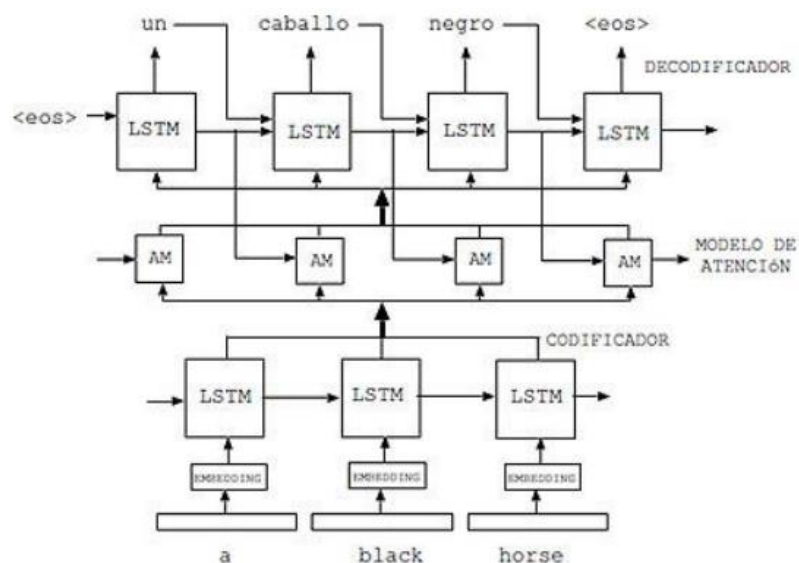 un caballo negro <eos>
DECODIFICADOR
<eos> LSTM LSTM LSTM LSTM
AM AM AM AM
MODELO DE
ATENCIÓN
CODIFICADOR
LSTM LSTM LSTM
EMBEDDING EMBEDDING EMBEDDING
a black horse